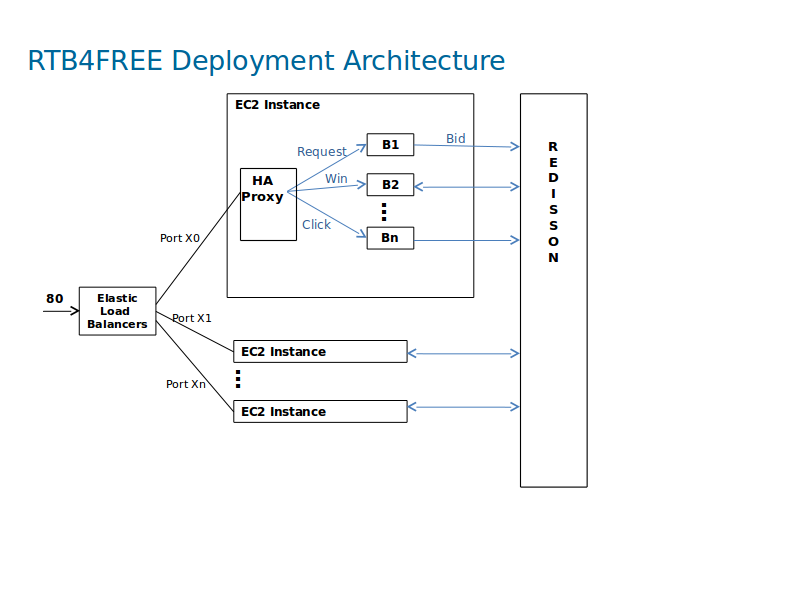 RTB4FREE Deployment Architecture
EC2 Instance
Request
B1
Bid
HA
Proxy
Win
B2
Click
Bn
R
E
D
I
S
S
O
N
Port X0
80
Elastic
Load
Balancers
Port X1
EC2 Instance
Port Xn
EC2 Instance